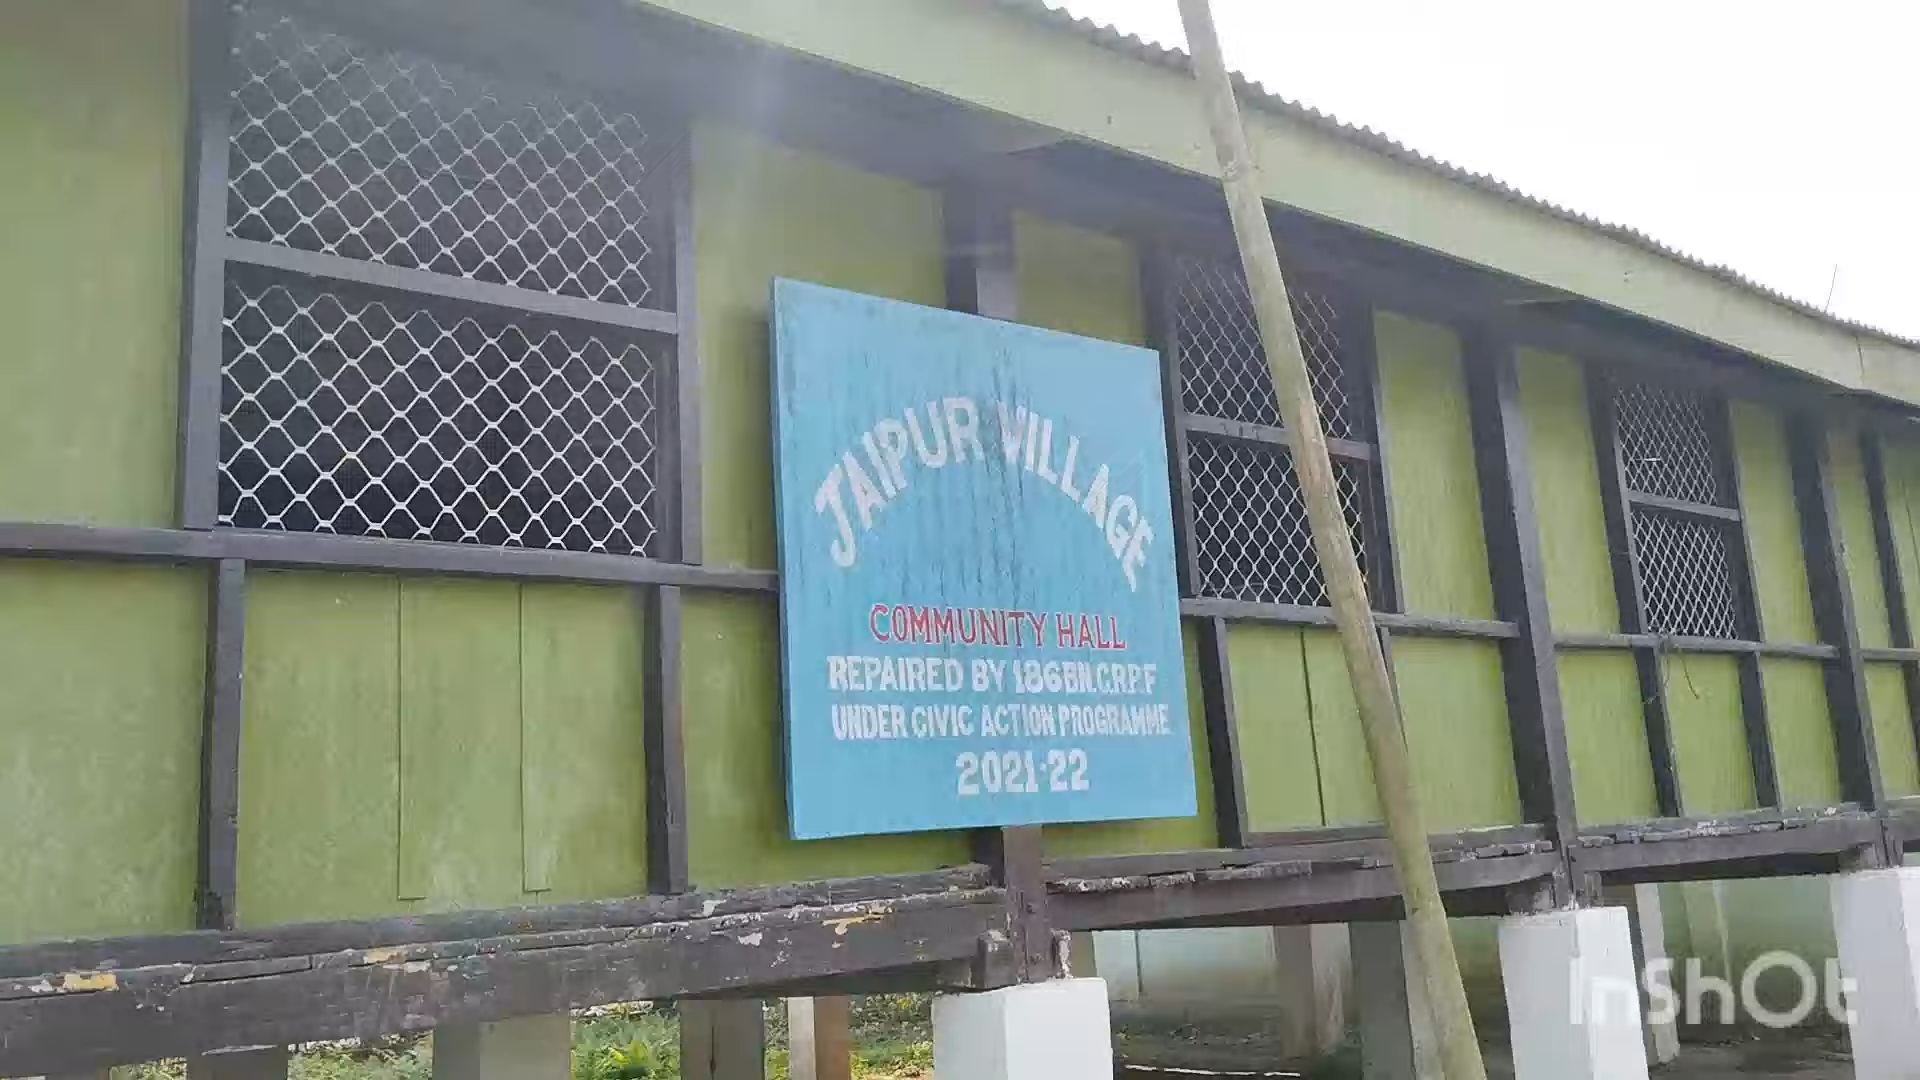 JAIPUR VILLAGE
COMMUNITY HALL
REPAIRED BY 186BN.C.R.P.F
UNDER CIVIC ACTION PROGRAMME
2021-22
InShOt